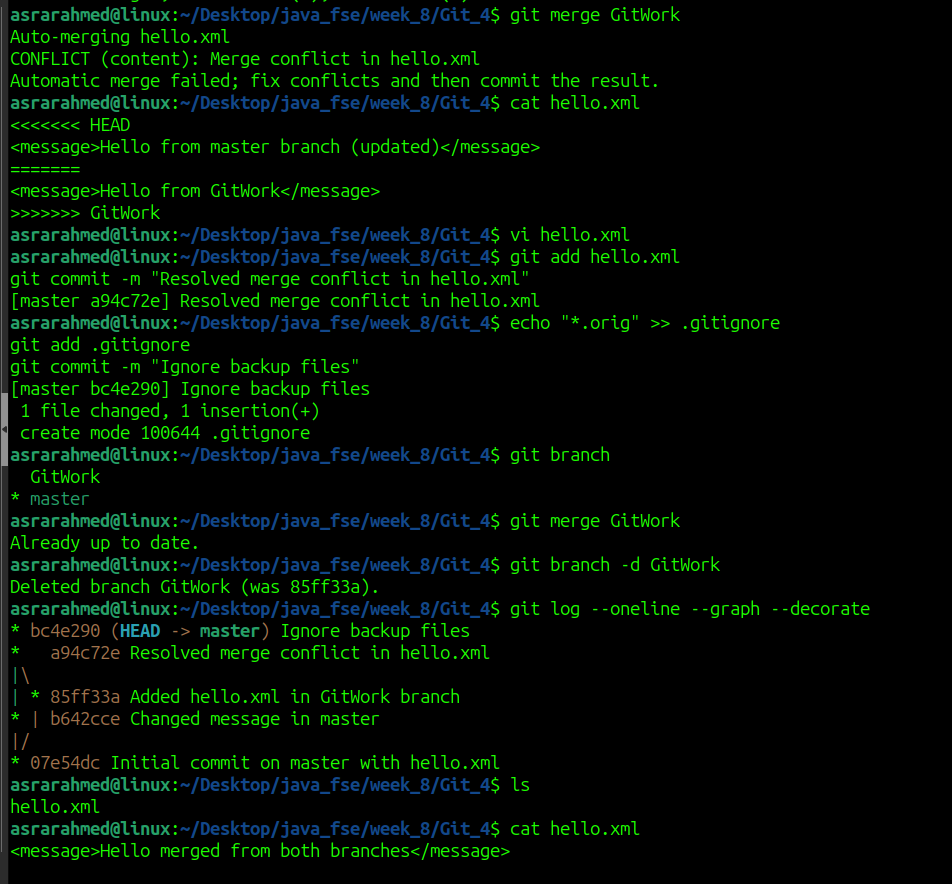 asrarahmed@linux:~/Desktop/java_fse/week_8/Git_4$ git merge GitWork
Auto-merging hello.xml
CONFLICT (content): Merge conflict in hello.xml
Automatic merge failed; fix conflicts and then commit the result.
asrarahmed@linux:~/Desktop/java_fse/week_8/Git_4$ cat hello.xml
<<<<<<< HEAD
<message>Hello from master branch (updated)</message>
=======
<message>Hello from GitWork</message>
>>>>>>> GitWork
asrarahmed@linux:~/Desktop/java_fse/week_8/Git_4$ vi hello.xml
asrarahmed@linux:~/Desktop/java_fse/week_8/Git_4$ git add hello.xml
git commit -m "Resolved merge conflict in hello.xml"
[master a94c72e] Resolved merge conflict in hello.xml
asrarahmed@linux:~/Desktop/java_fse/week_8/Git_4$ echo "*.orig" >> .gitignore
git add .gitignore
git commit -m "Ignore backup files"
[master bc4e290] Ignore backup files
 1 file changed, 1 insertion(+)
 create mode 100644 .gitignore
asrarahmed@linux:~/Desktop/java_fse/week_8/Git_4$ git branch
  GitWork
* master
asrarahmed@linux:~/Desktop/java_fse/week_8/Git_4$ git merge GitWork
Already up to date.
asrarahmed@linux:~/Desktop/java_fse/week_8/Git_4$ git branch -d GitWork
Deleted branch GitWork (was 85ff33a).
asrarahmed@linux:~/Desktop/java_fse/week_8/Git_4$ git log --oneline --graph --decorate
* bc4e290 (HEAD -> master) Ignore backup files
*   a94c72e Resolved merge conflict in hello.xml
|\
| * 85ff33a Added hello.xml in GitWork branch
* | b642cce Changed message in master
|/
* 07e54dc Initial commit on master with hello.xml
asrarahmed@linux:~/Desktop/java_fse/week_8/Git_4$ ls
hello.xml
asrarahmed@linux:~/Desktop/java_fse/week_8/Git_4$ cat hello.xml
<message>Hello merged from both branches</message>